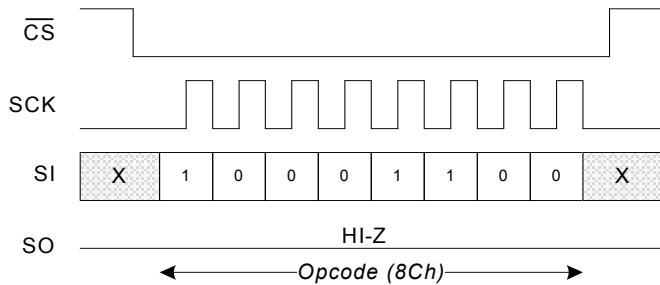 CS
SCK
SI X 1 0 0 0 1 1 0 0 X
SO HI-Z
Opcode (8Ch)